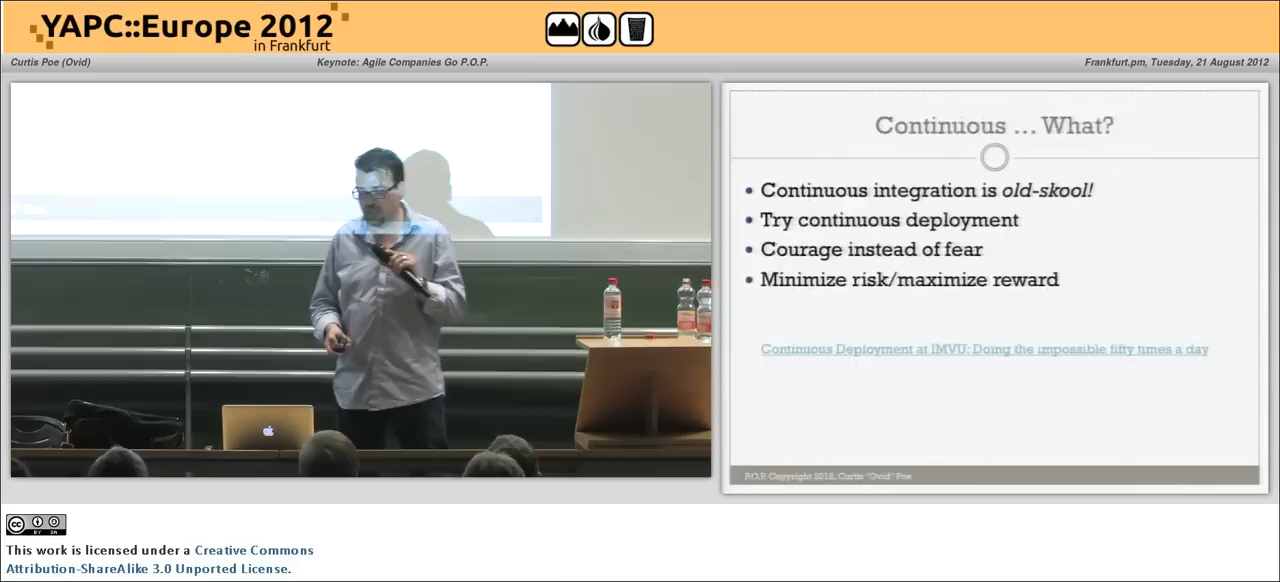 YAPC::Europe 2012
in Frankfurt
Curtis Poe (Ovid)
Keynote: Agile Companies Go P.O.P.
Frankfurt.pm, Tuesday, 21 August 2012
Continuous ... What?
• Continuous integration is old-skool!
• Try continuous deployment
• Courage instead of fear
• Minimize risk/maximize reward
Continuous Deployment at IMVU: Doing the impossible fifty times a day
P.O.P. Copyright 2012, Curtis "Ovid" Poe
cc
BY SA
This work is licensed under a Creative Commons
Attribution-ShareAlike 3.0 Unported License.